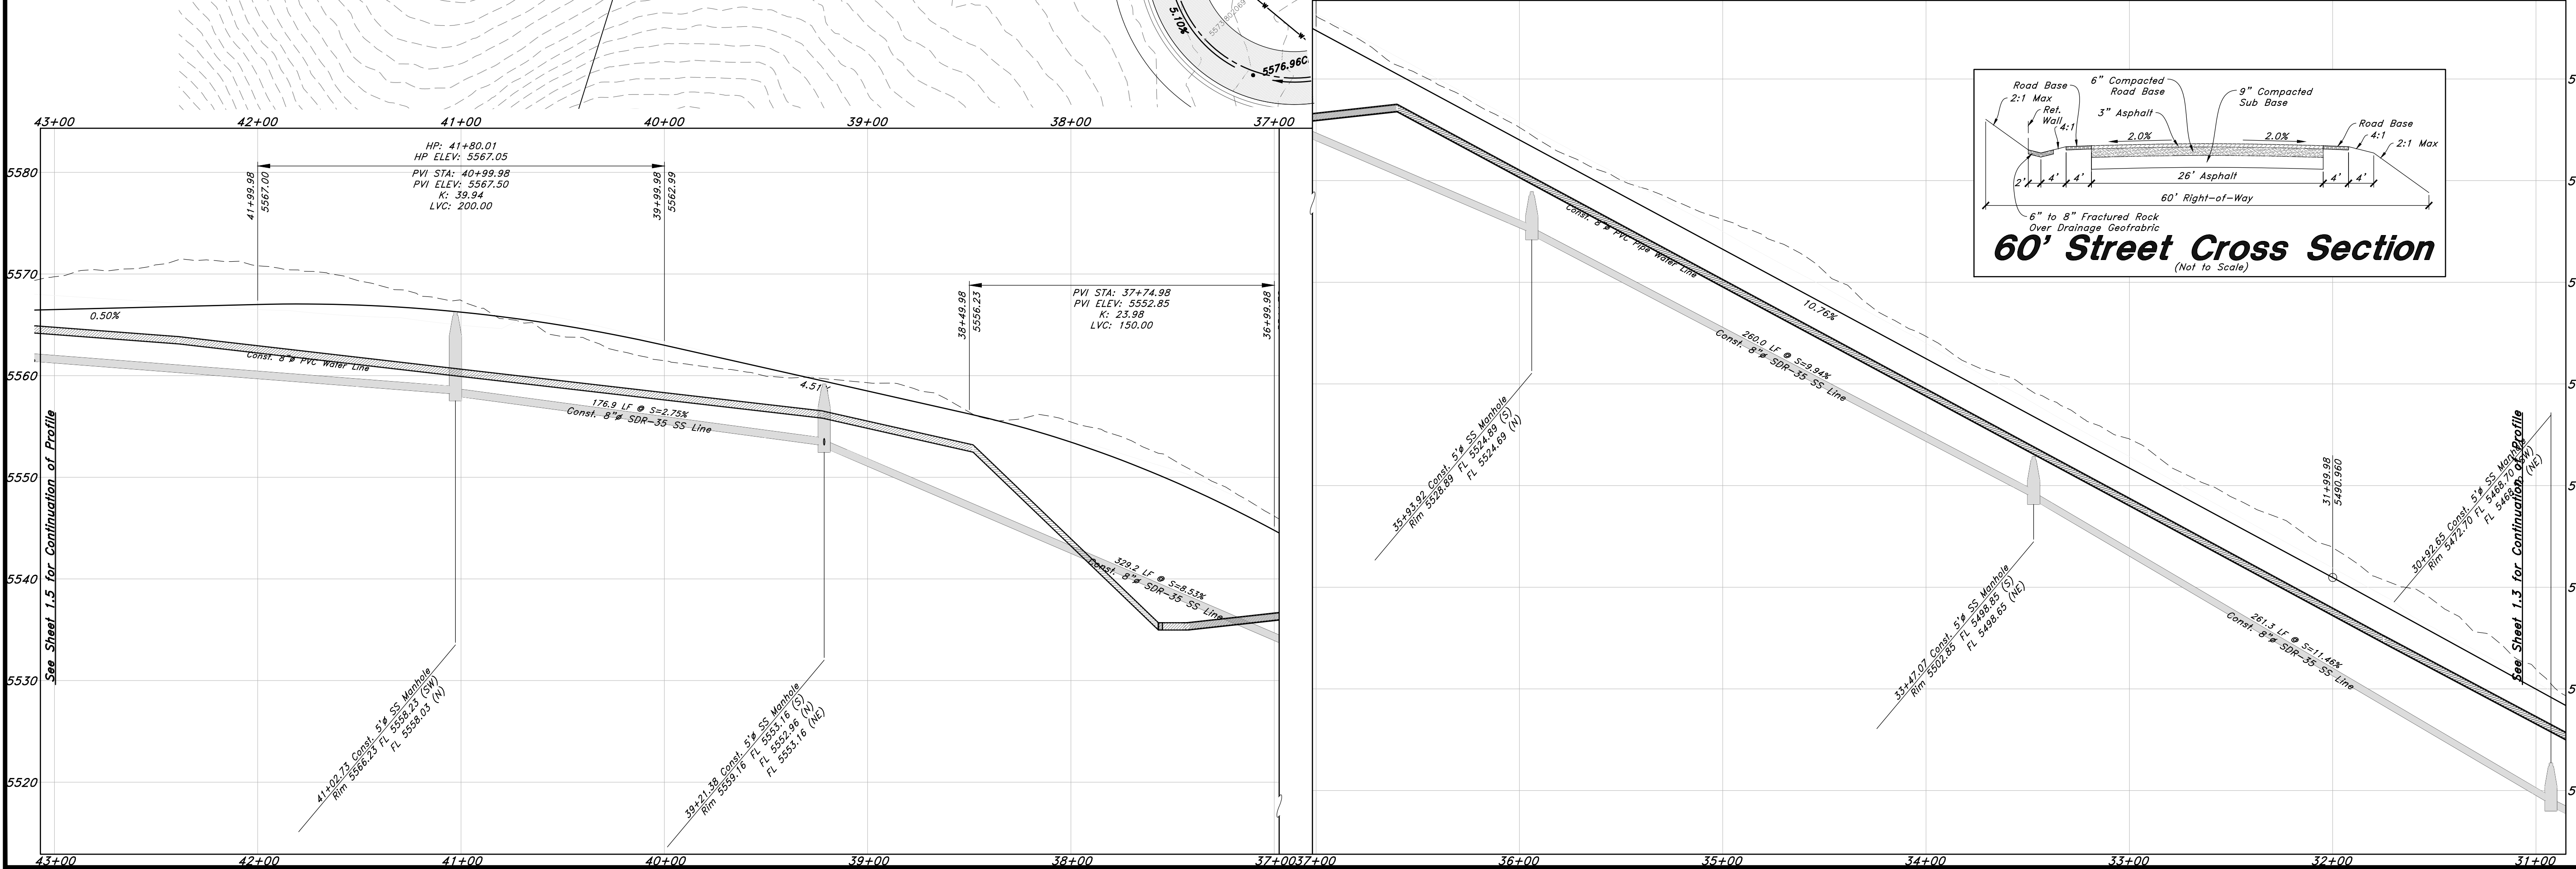 5.10%
5576.96
43+00 42+00 41+00 40+00 39+00 38+00 37+00
HP: 41+80.01
HP ELEV: 5567.05
PVI STA: 40+99.98
PVI ELEV: 5567.50
K: 39.94
LVC: 200.00
41+99.98
5567.00
39+99.98
5562.99
PVI STA: 37+74.98
PVI ELEV: 5552.85
K: 23.98
LVC: 150.00
38+49.98
5556.23
36+99.98
5580
5570
5560
5550
5540
5530
5520
0.50%
Const. 8"ø PVC Water Line
4.51%
176.9 LF @ S=2.75%
Const. 8"ø SDR-35 SS Line
329.2 LF @ S=8.53%
Const. 8"ø SDR-35 SS Line
See Sheet 1.5 for Continuation of Profile
41+02.73 Const. 5'ø SS Manhole
Rim 5566.23 FL 5558.23 (SW)
FL 5558.03 (N)
39+21.38 Const. 5'ø SS Manhole
Rim 5559.16 FL 5553.16 (S)
FL 5552.96 (N)
FL 5553.16 (NE)
43+00 42+00 41+00 40+00 39+00 38+00 37+00
Const. 8"ø PVC Pipe Water Line
10.76%
260.0 LF @ S=9.94%
Const. 8"ø SDR-35 SS Line
35+93.92 Const. 5'ø SS Manhole
Rim 5528.89 FL 5524.89 (S)
FL 5524.69 (N)
33+47.07 Const. 5'ø SS Manhole
Rim 5502.85 FL 5498.85 (S)
FL 5498.65 (NE)
31+99.98
5490.960
261.3 LF @ S=11.46%
Const. 8"ø SDR-35 SS Line
30+92.65 Const. 5'ø SS Manhole
Rim 5472.70 FL 5468.70 (SW)
(NE)
See Sheet 1.3 for Continuation of Profile
37+00 36+00 35+00 34+00 33+00 32+00 31+00
Road Base
2:1 Max
Ret.
Wall
4:1
6" Compacted
Road Base
3" Asphalt
9" Compacted
Sub Base
Road Base
4:1
2:1 Max
2.0% 2.0%
2' 4' 4' 26' Asphalt 4' 4'
60' Right-of-Way
6" to 8" Fractured Rock
Over Drainage Geofrabric
60' Street Cross Section
(Not to Scale)